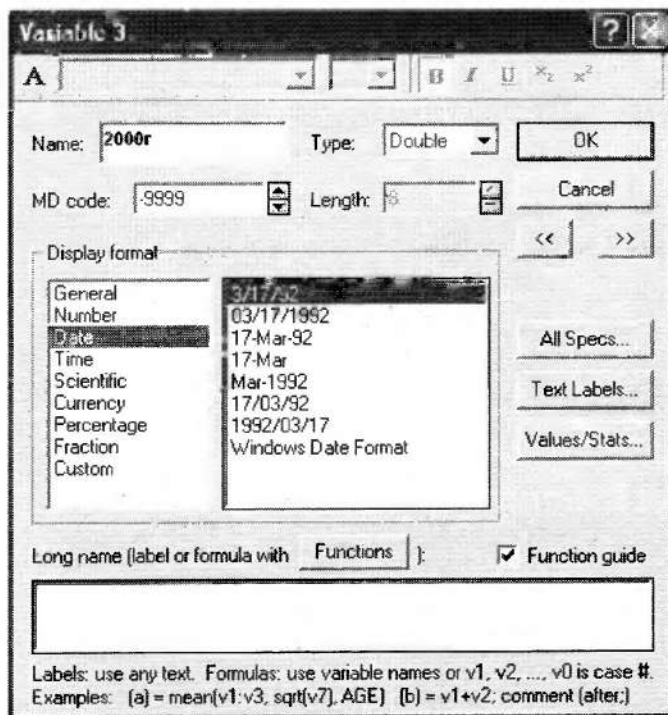 Variable 3
? X
A B I U x₂ x²
Name: 2000r Type: Double OK
MD code: -9999 Length: 8 Cancel
<< >>
Display format
General
Number
Date
Time
Scientific
Currency
Percentage
Fraction
Custom
3/17/92
03/17/1992
17-Mar-92
17-Mar
Mar-1992
17/03/92
1992/03/17
Windows Date Format
All Specs...
Text Labels...
Values/Stats...
Long name (label or formula with Functions ): Function guide
Labels: use any text. Formulas: use variable names or v1, v2, ..., v0 is case #.
Examples: (a) = mean(v1:v3, sqrt(v7), AGE) (b) = v1+v2; comment (after;)